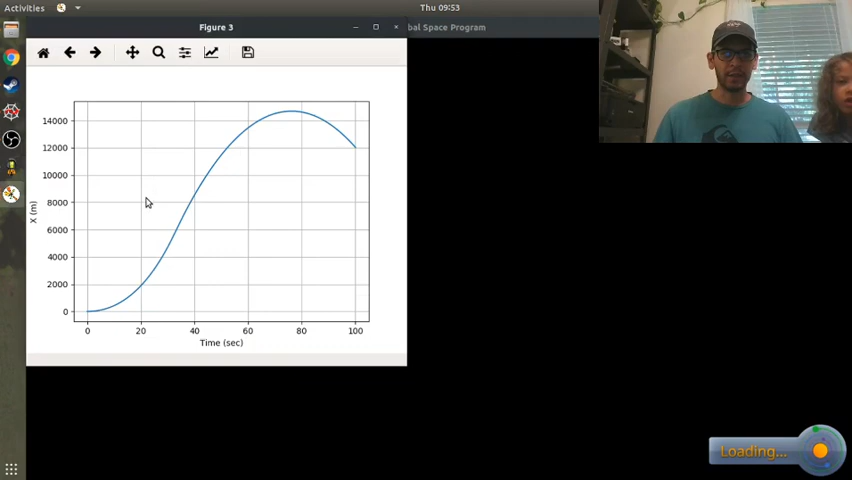 Activities
Thu 09:53
Figure 3
bal Space Program
14000
12000
10000
8000
6000
4000
2000
0
X (m)
0 20 40 60 80 100
Time (sec)
Loading...